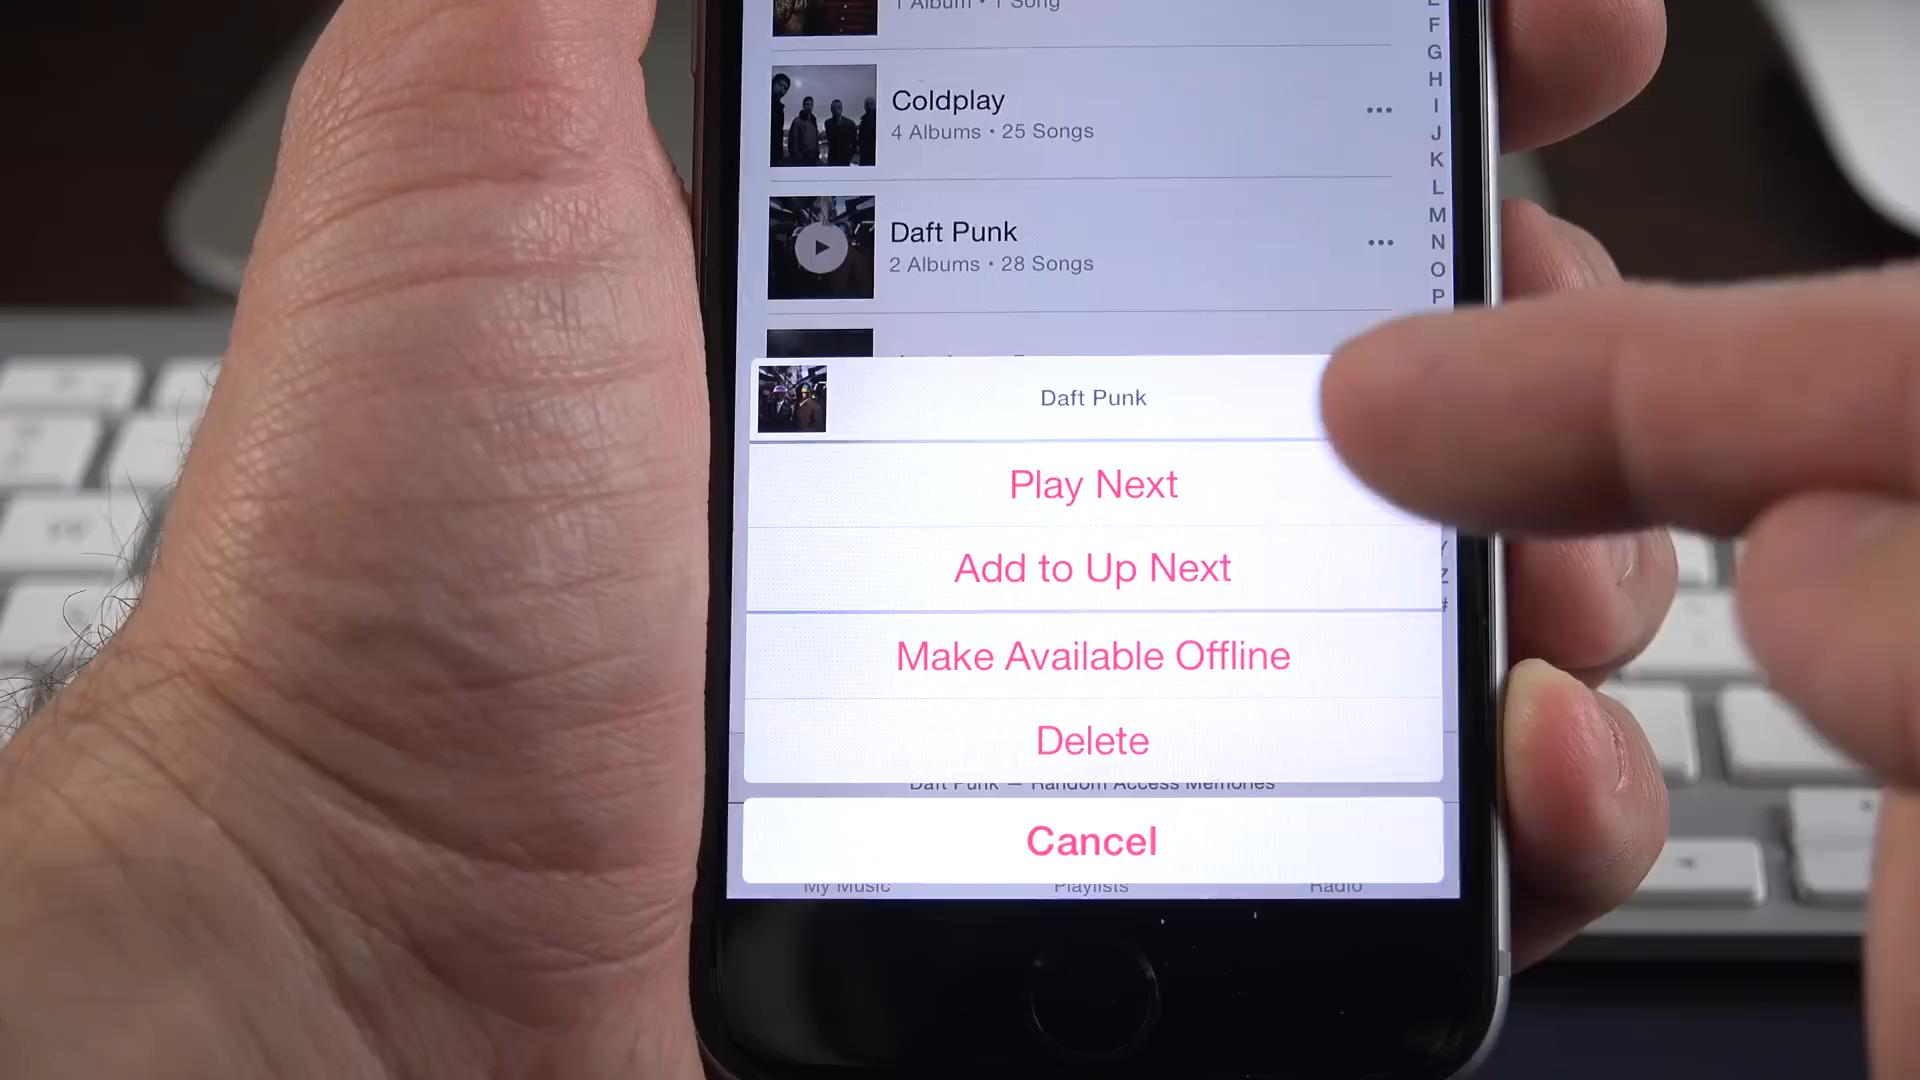 1 Album • 1 Song
Coldplay
4 Albums • 25 Songs
Daft Punk
2 Albums • 28 Songs
E
F
G
H
I
J
K
L
M
N
O
P
Daft Punk
Play Next
Add to Up Next
Y
Z
#
Make Available Offline
Delete
Daft Punk — Random Access Memories
Cancel
My Music
Playlists
Radio